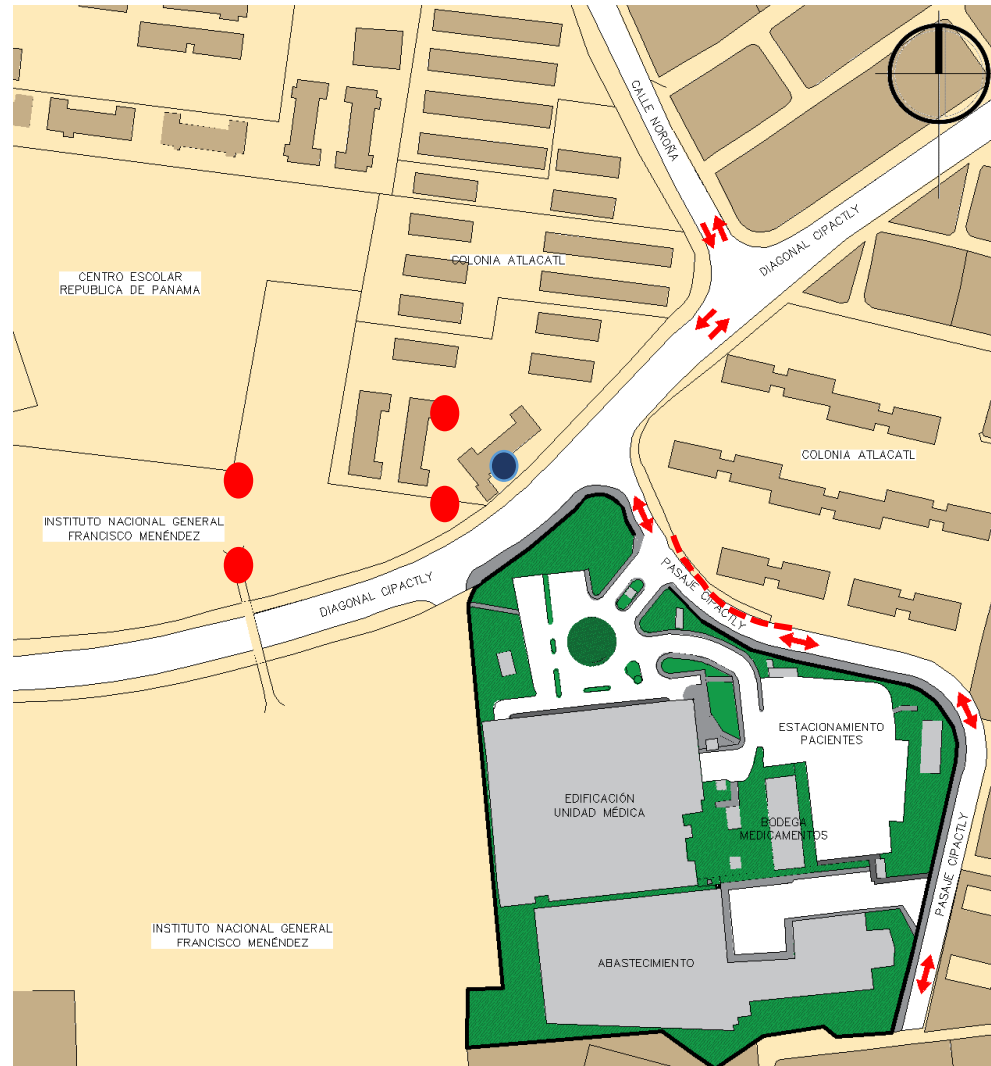 CALLE NOROÑA
DIAGONAL CIPACTLY
COLONIA ATLACATL
CENTRO ESCOLAR
REPUBLICA DE PANAMA
COLONIA ATLACATL
INSTITUTO NACIONAL GENERAL
FRANCISCO MENÉNDEZ
DIAGONAL CIPACTLY
PASAJE CIPACTLY
ESTACIONAMIENTO
PACIENTES
EDIFICACIÓN
UNIDAD MÉDICA
BODEGA
MEDICAMENTOS
PASAJE CIPACTLY
INSTITUTO NACIONAL GENERAL
FRANCISCO MENÉNDEZ
ABASTECIMIENTO